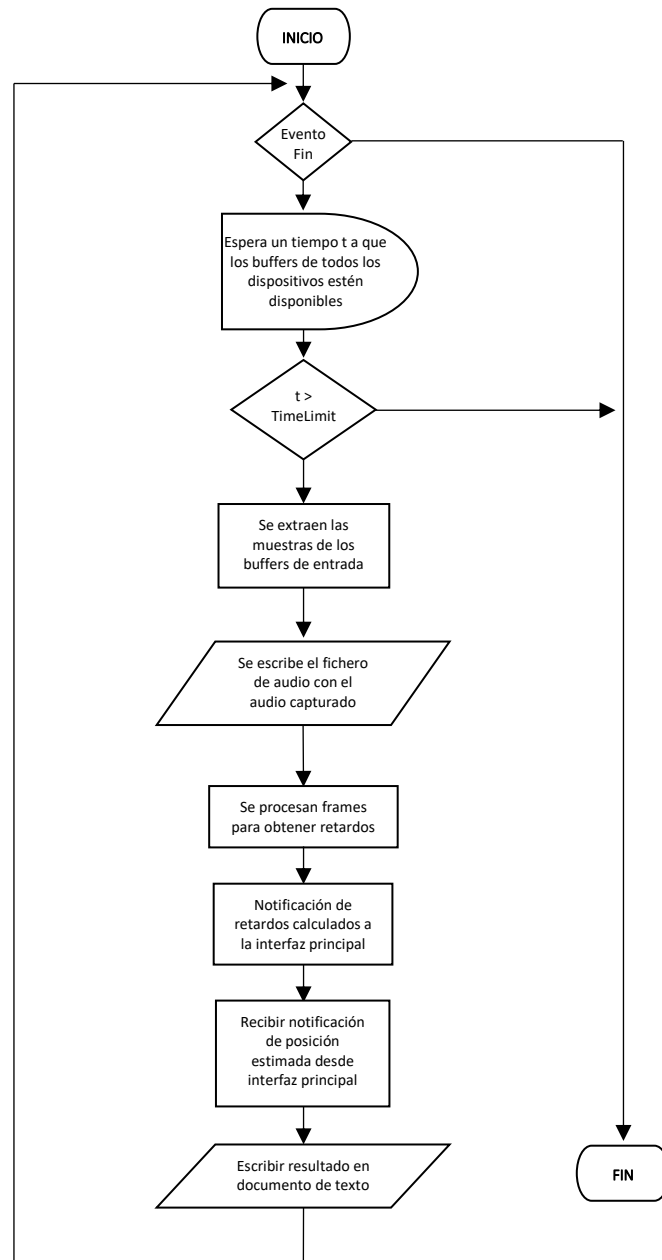 INICIO
Evento
Fin
Espera un tiempo t a que
los buffers de todos los
dispositivos estén
disponibles
t >
TimeLimit
Se extraen las
muestras de los
buffers de entrada
Se escribe el fichero
de audio con el
audio capturado
Se procesan frames
para obtener retardos
Notificación de
retardos calculados a
la interfaz principal
Recibir notificación
de posición
estimada desde
interfaz principal
Escribir resultado en
documento de texto
FIN